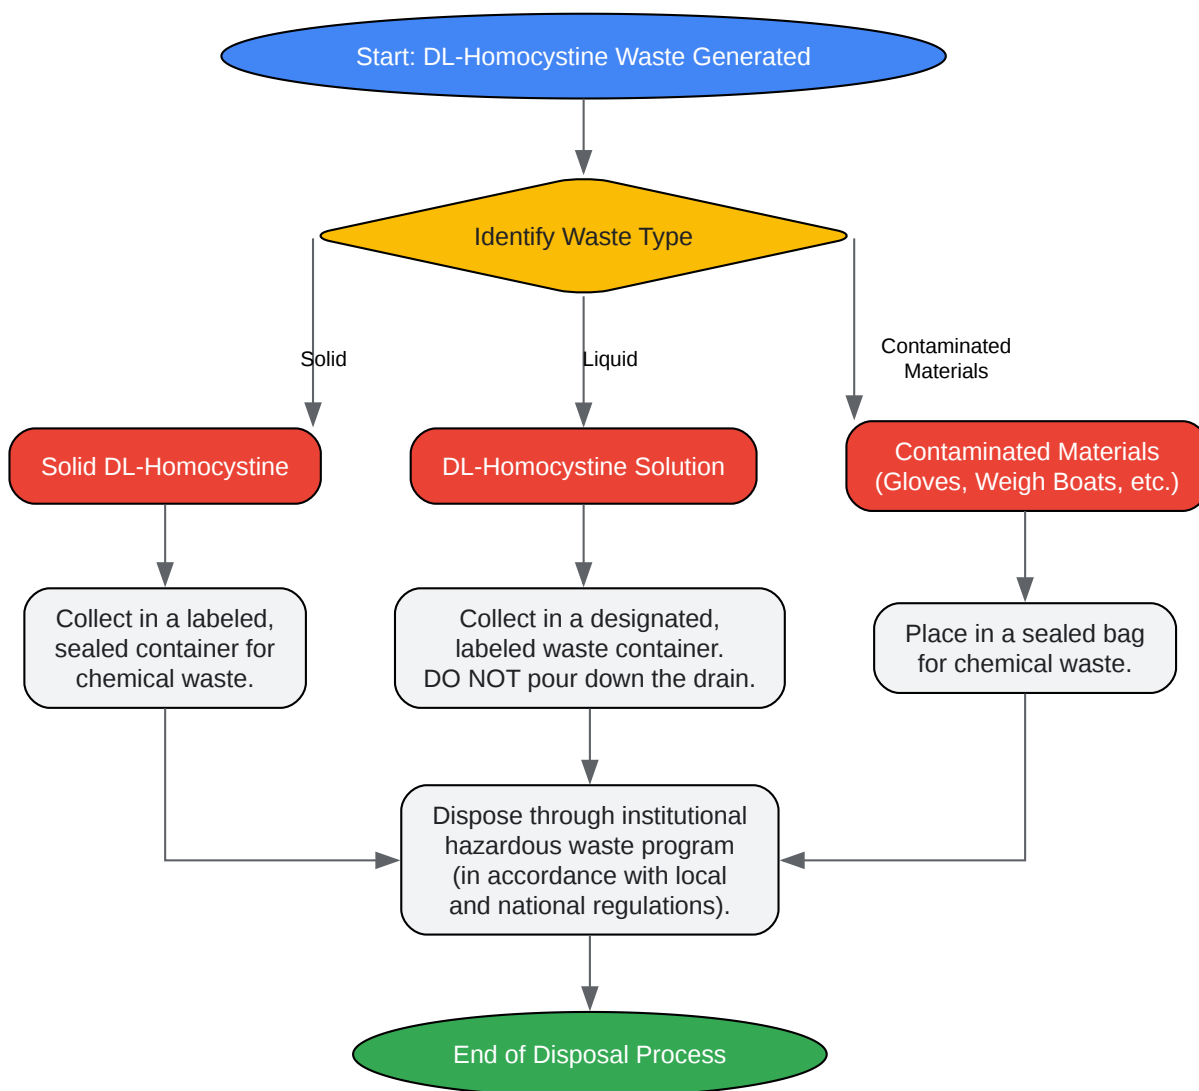 Start: DL-Homocystine Waste Generated
Identify Waste Type
Solid
Liquid
Contaminated
Materials
Solid DL-Homocystine
DL-Homocystine Solution
Contaminated Materials
(Gloves, Weigh Boats, etc.)
Collect in a labeled,
sealed container for
chemical waste.
Collect in a designated,
labeled waste container.
DO NOT pour down the drain.
Place in a sealed bag
for chemical waste.
Dispose through institutional
hazardous waste program
(in accordance with local
and national regulations).
End of Disposal Process